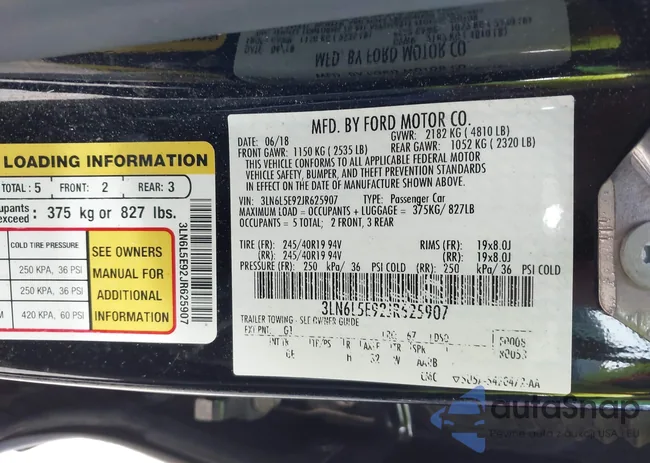 MFD. BY FORD MOTOR CO.
LOADING INFORMATION
TOTAL : 5 FRONT: 2 REAR: 3
375 kg or 827 lbs.
COLD TIRE PRESSURE
250 KPA, 36 PSI
250 KPA, 36 PSI
420 KPA, 60 PSI
SEE OWNERS
MANUAL FOR
ADDITIONAL
INFORMATION
3LN6L5E92JR625907
MFD. BY FORD MOTOR CO.
DATE: 06/18 GVWR: 2182 KG ( 4810 LB)
FRONT GAWR: 1150 KG ( 2535 LB) REAR GAWR: 1052 KG ( 2320 LB)
THIS VEHICLE CONFORMS TO ALL APPLICABLE FEDERAL MOTOR
VEHICLE SAFETY, BUMPER, AND THEFT PREVENTION STANDARDS
IN EFFECT ON THE DATE OF MANUFACTURE SHOWN ABOVE.
VIN: 3LN6L5E92JR625907 TYPE: Passenger Car
MAXIMUM LOAD = OCCUPANTS + LUGGAGE = 375KG/ 827LB
OCCUPANTS = 5 TOTAL; 2 FRONT, 3 REAR
TIRE (FR): 245/40R19 94V RIMS (FR): 19x8.0J
TIRE (RR): 245/40R19 94V RIMS (RR): 19x8.0J
PRESSURE (FR): 250 kPa/ 36 PSI COLD (RR): 250 kPa/ 36 PSI COLD
3LN6L5E92JR625907
TRAILER TOWING - SEE OWNER GUIDE
EXT PNT: G1
autaSnap